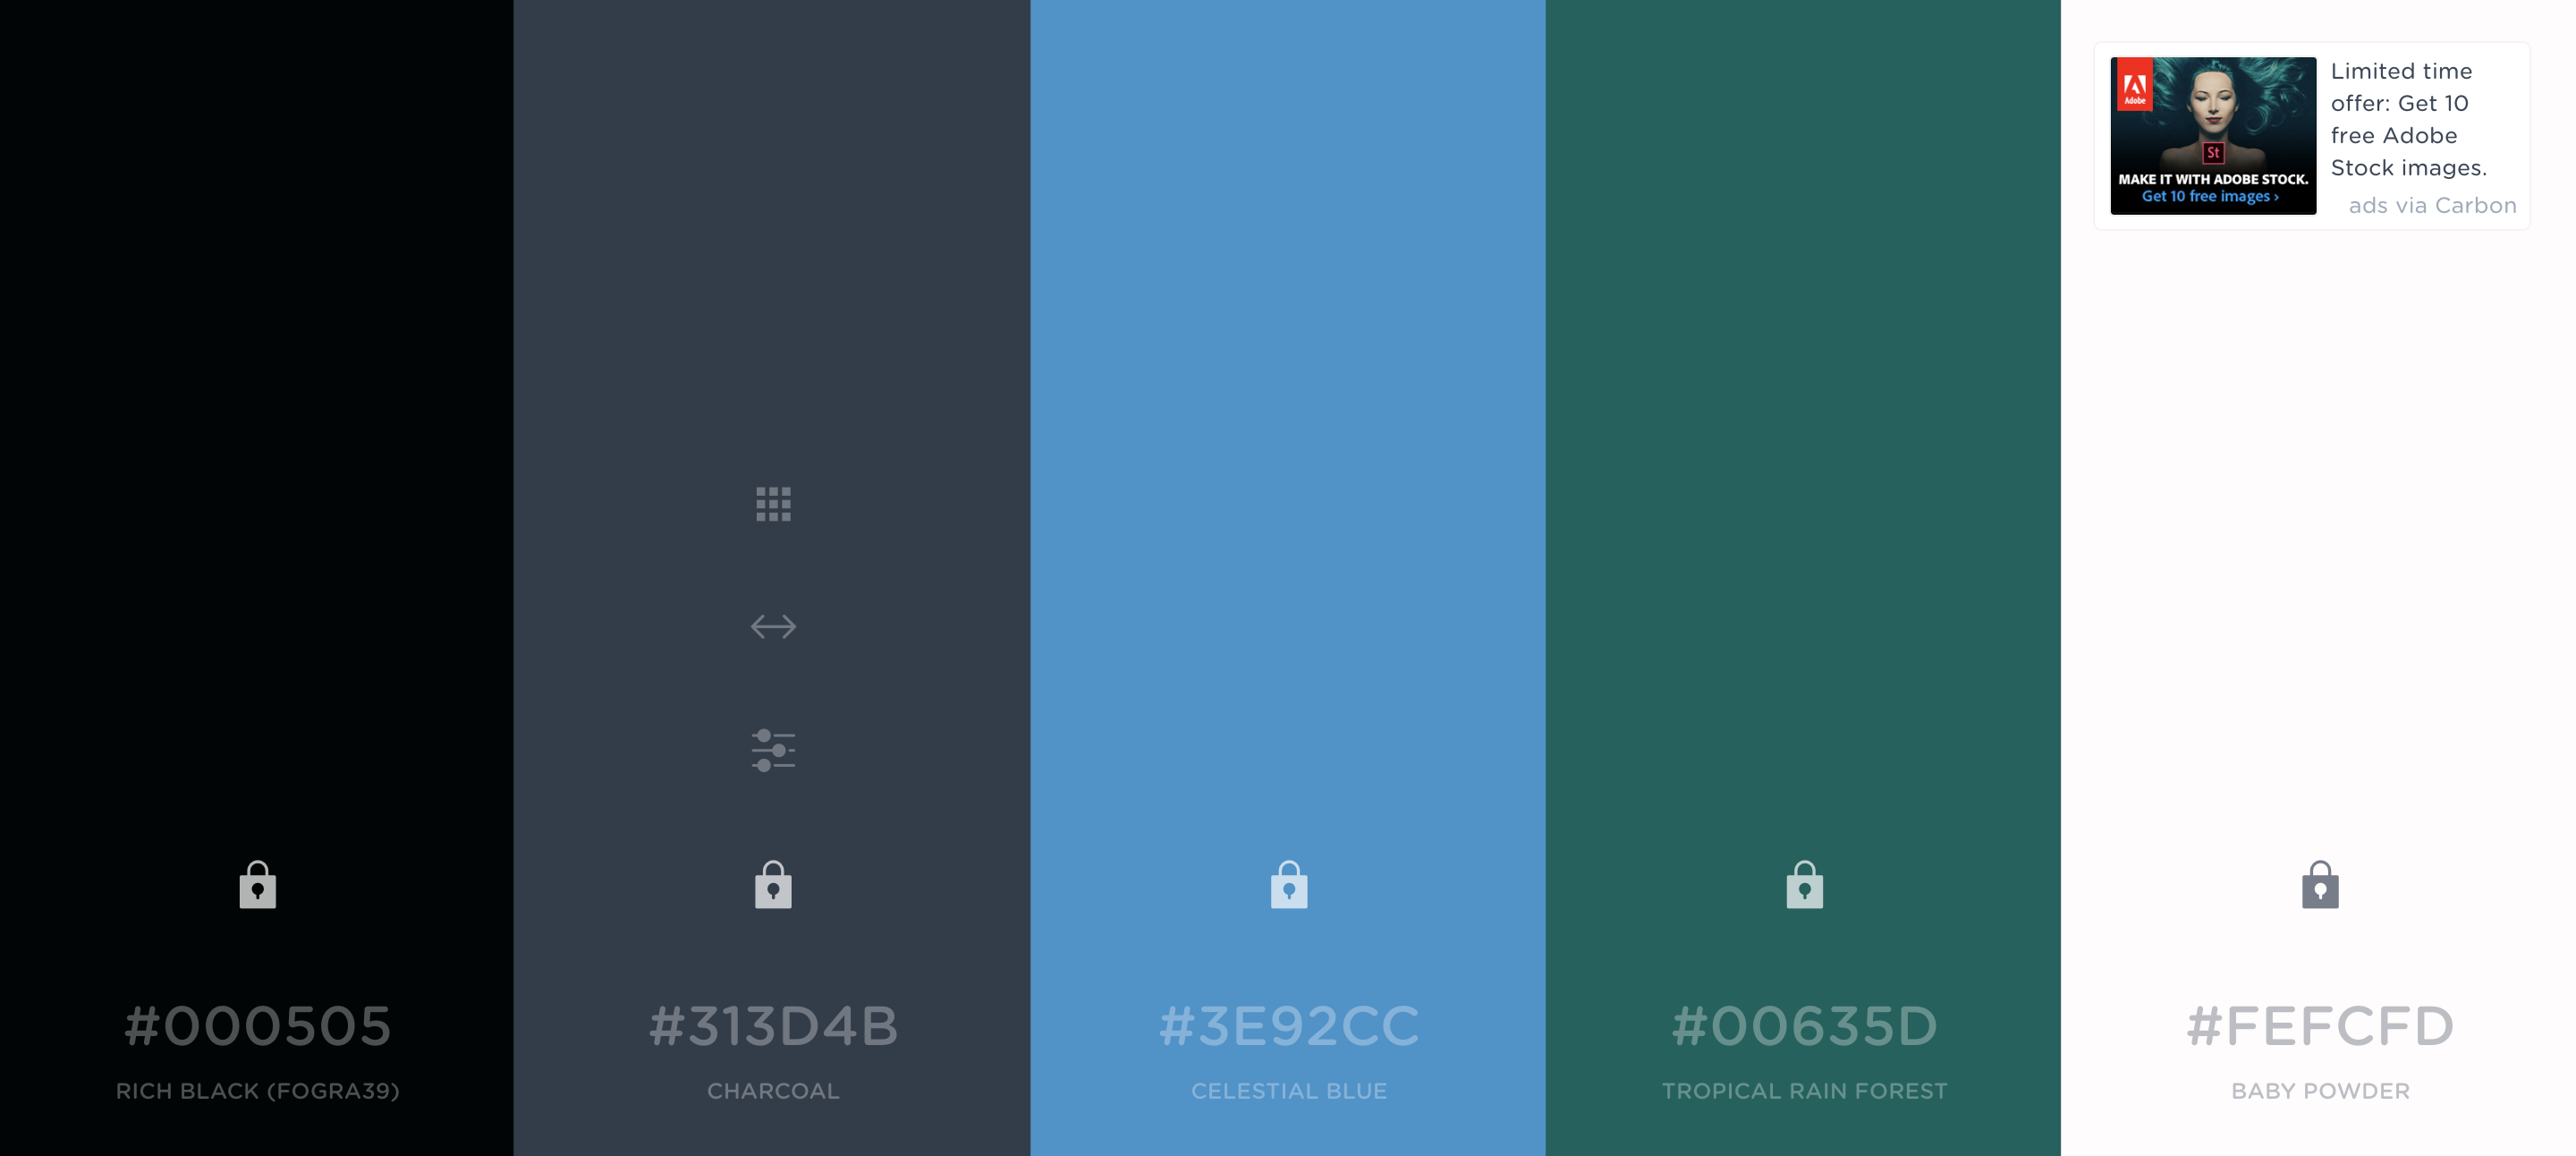 #000505
RICH BLACK (FOGRA39)
#313D4B
CHARCOAL
#3E92CC
CELESTIAL BLUE
#00635D
TROPICAL RAIN FOREST
Adobe
St
MAKE IT WITH ADOBE STOCK.
Get 10 free images ›
Limited time
offer: Get 10
free Adobe
Stock images.
ads via Carbon
#FEFCFD
BABY POWDER